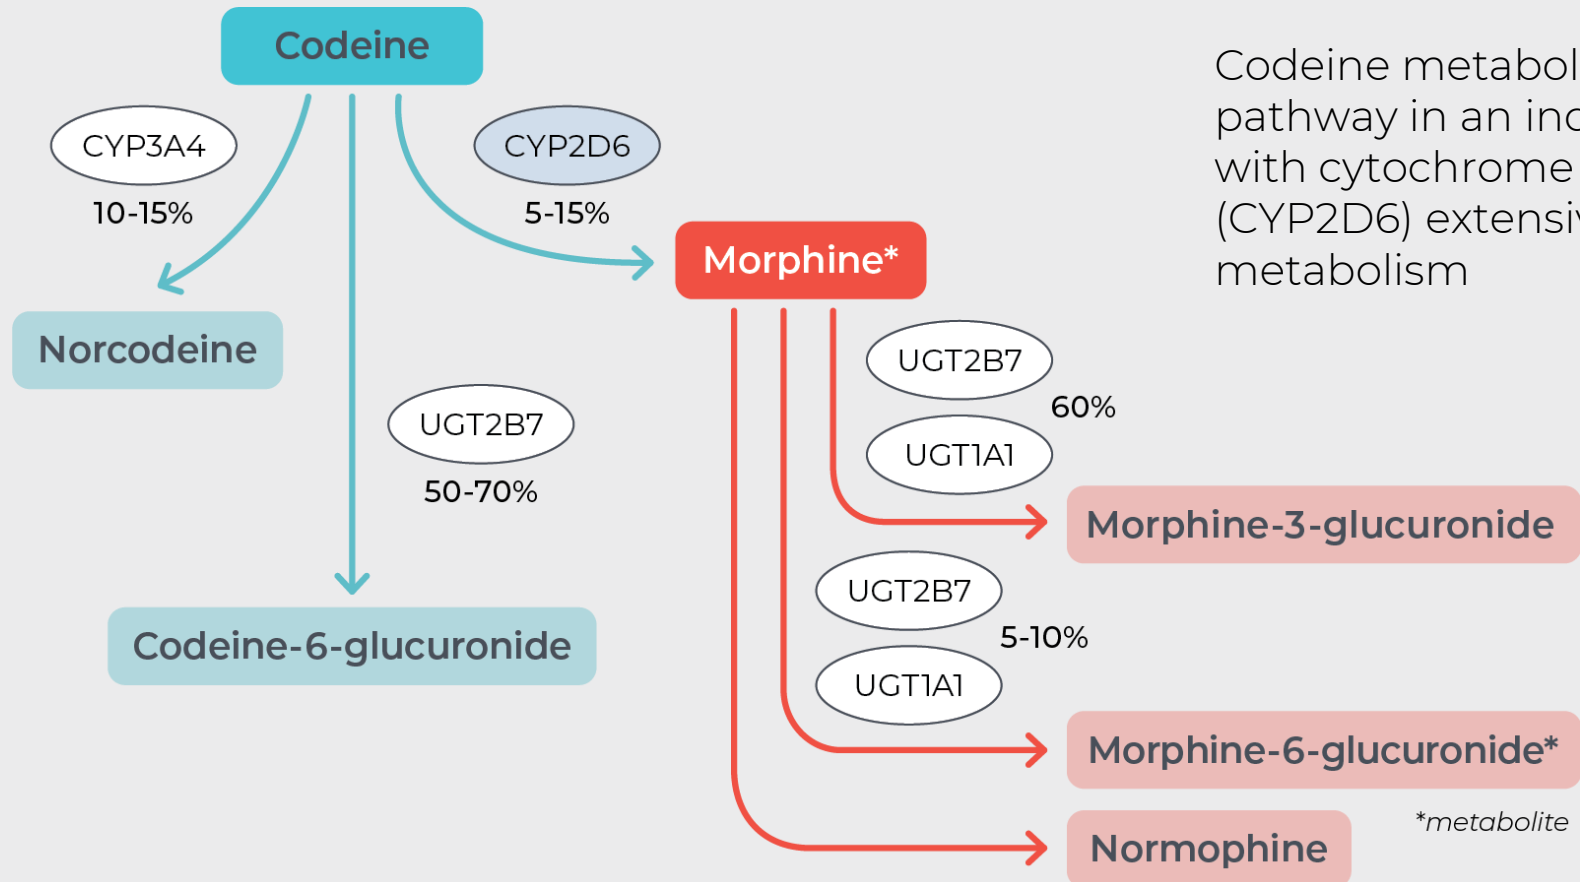 Codeine
Codeine metabol
pathway in an inc
with cytochrome
(CYP2D6) extensiv
metabolism
CYP3A4
10-15%
CYP2D6
5-15%
Morphine*
Norcodeine
UGT2B7
UGT1A1
60%
UGT2B7
50-70%
Morphine-3-glucuronide
UGT2B7
UGT1A1
5-10%
Codeine-6-glucuronide
Morphine-6-glucuronide*
*metabolite
Normophine